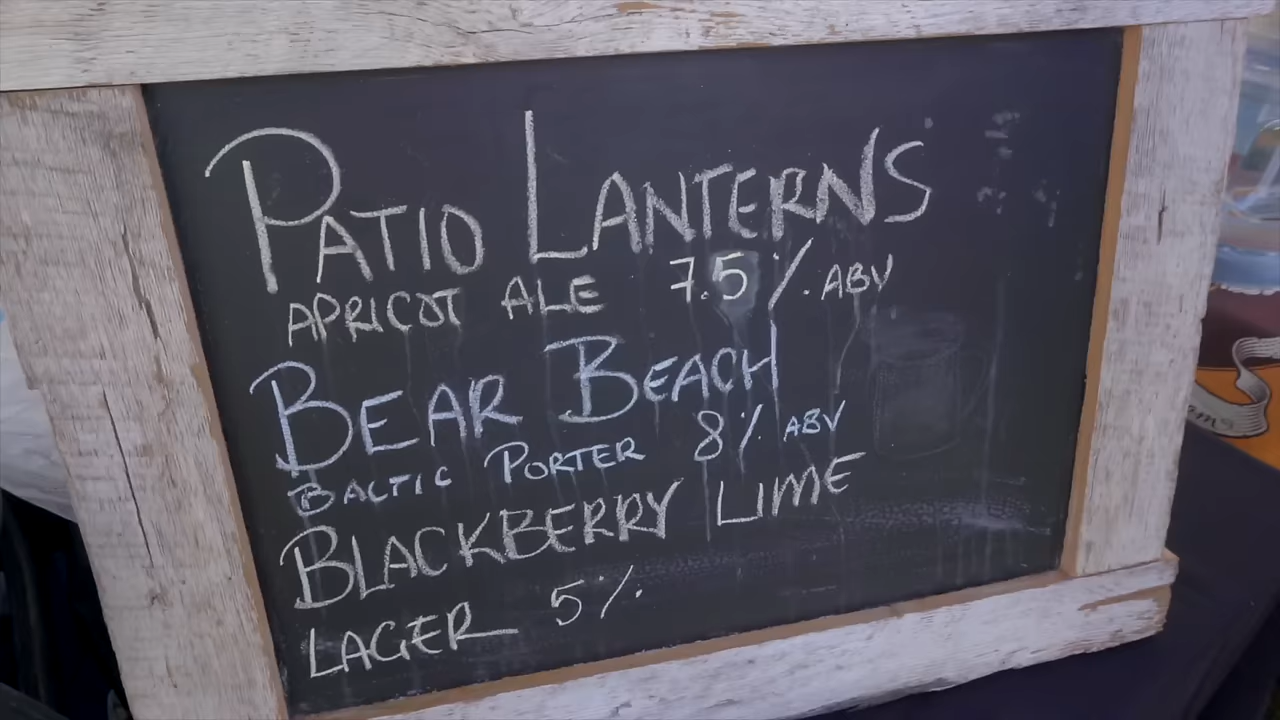 PATIO LANTERNS
APRICOT ALE 7.5% ABV
BEAR BEACH
BALTIC PORTER 8% ABV
BLACKBERRY LIME
LAGER 5%